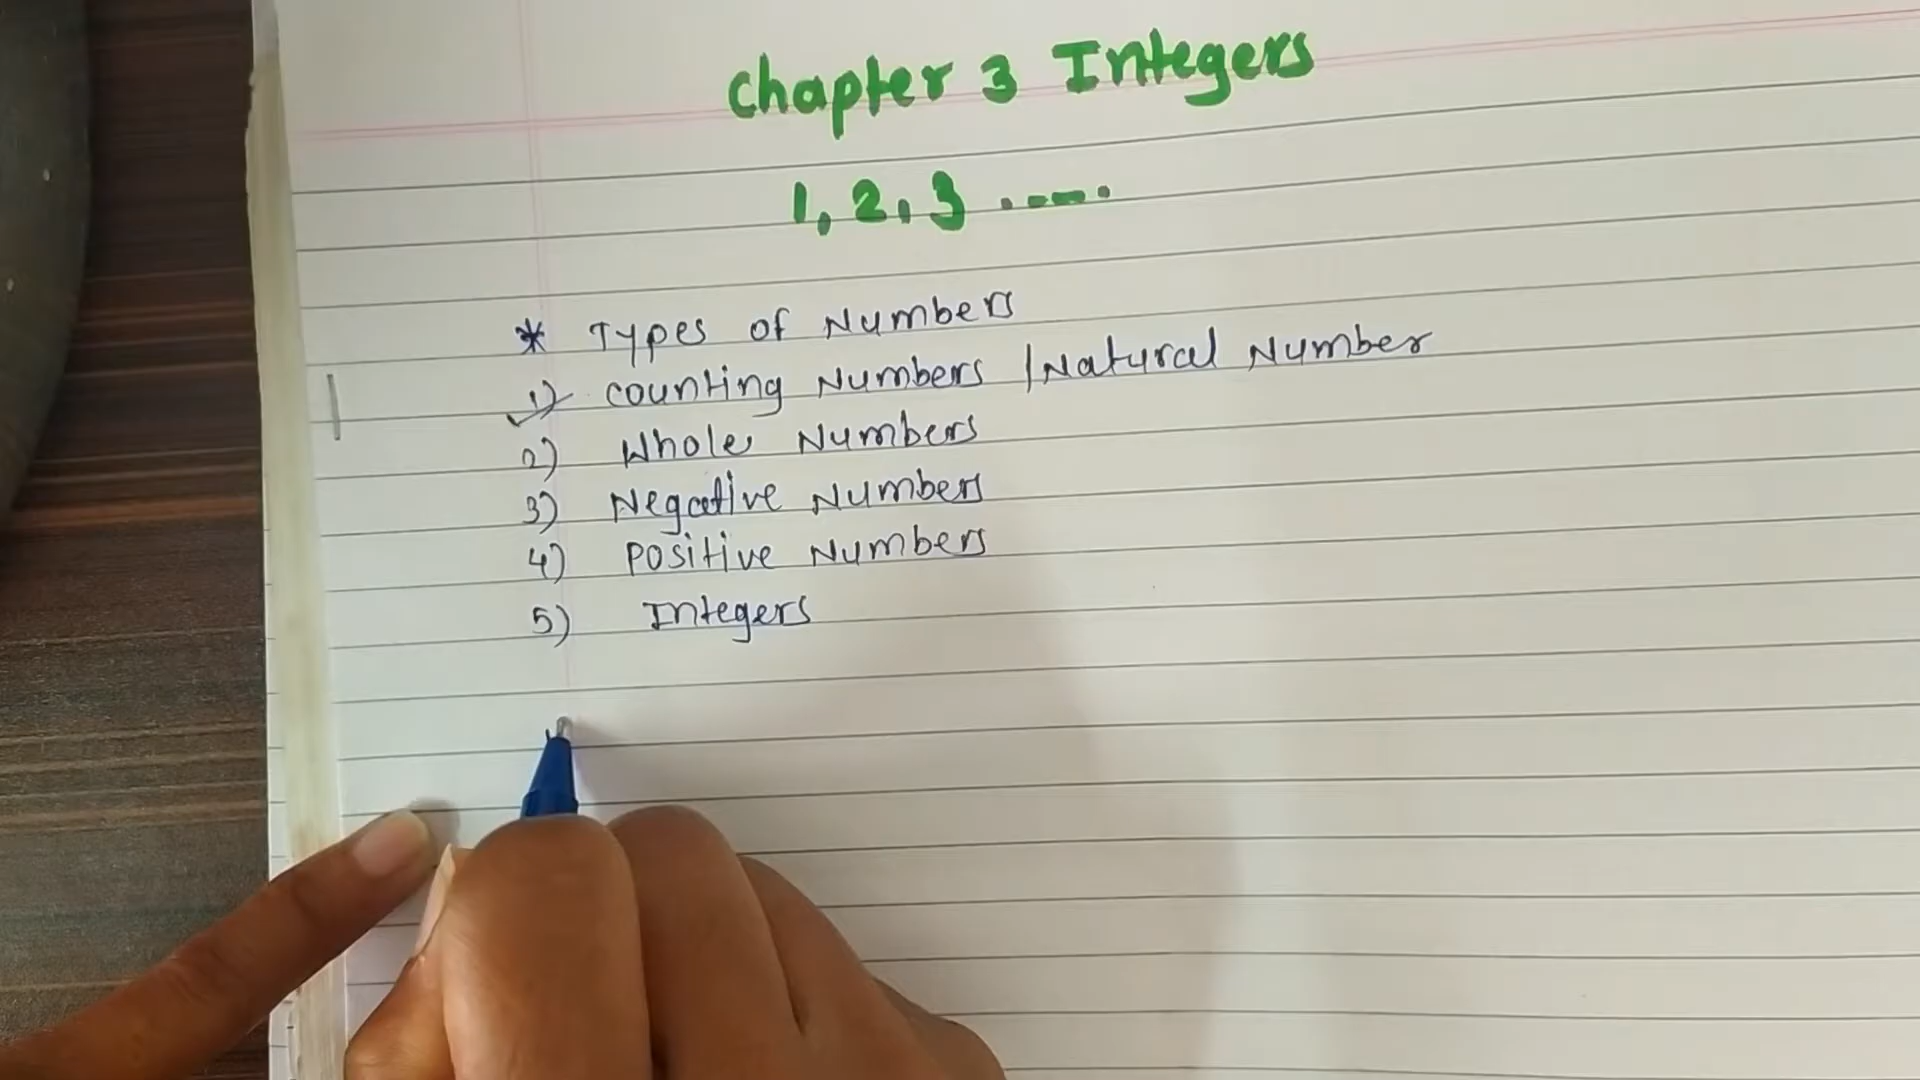 Chapter 3 Integers
1, 2, 3 .....
* Types of Numbers
1) Counting Numbers / Natural Number
2) Whole Numbers
3) Negative Numbers
4) Positive Numbers
5) Integers